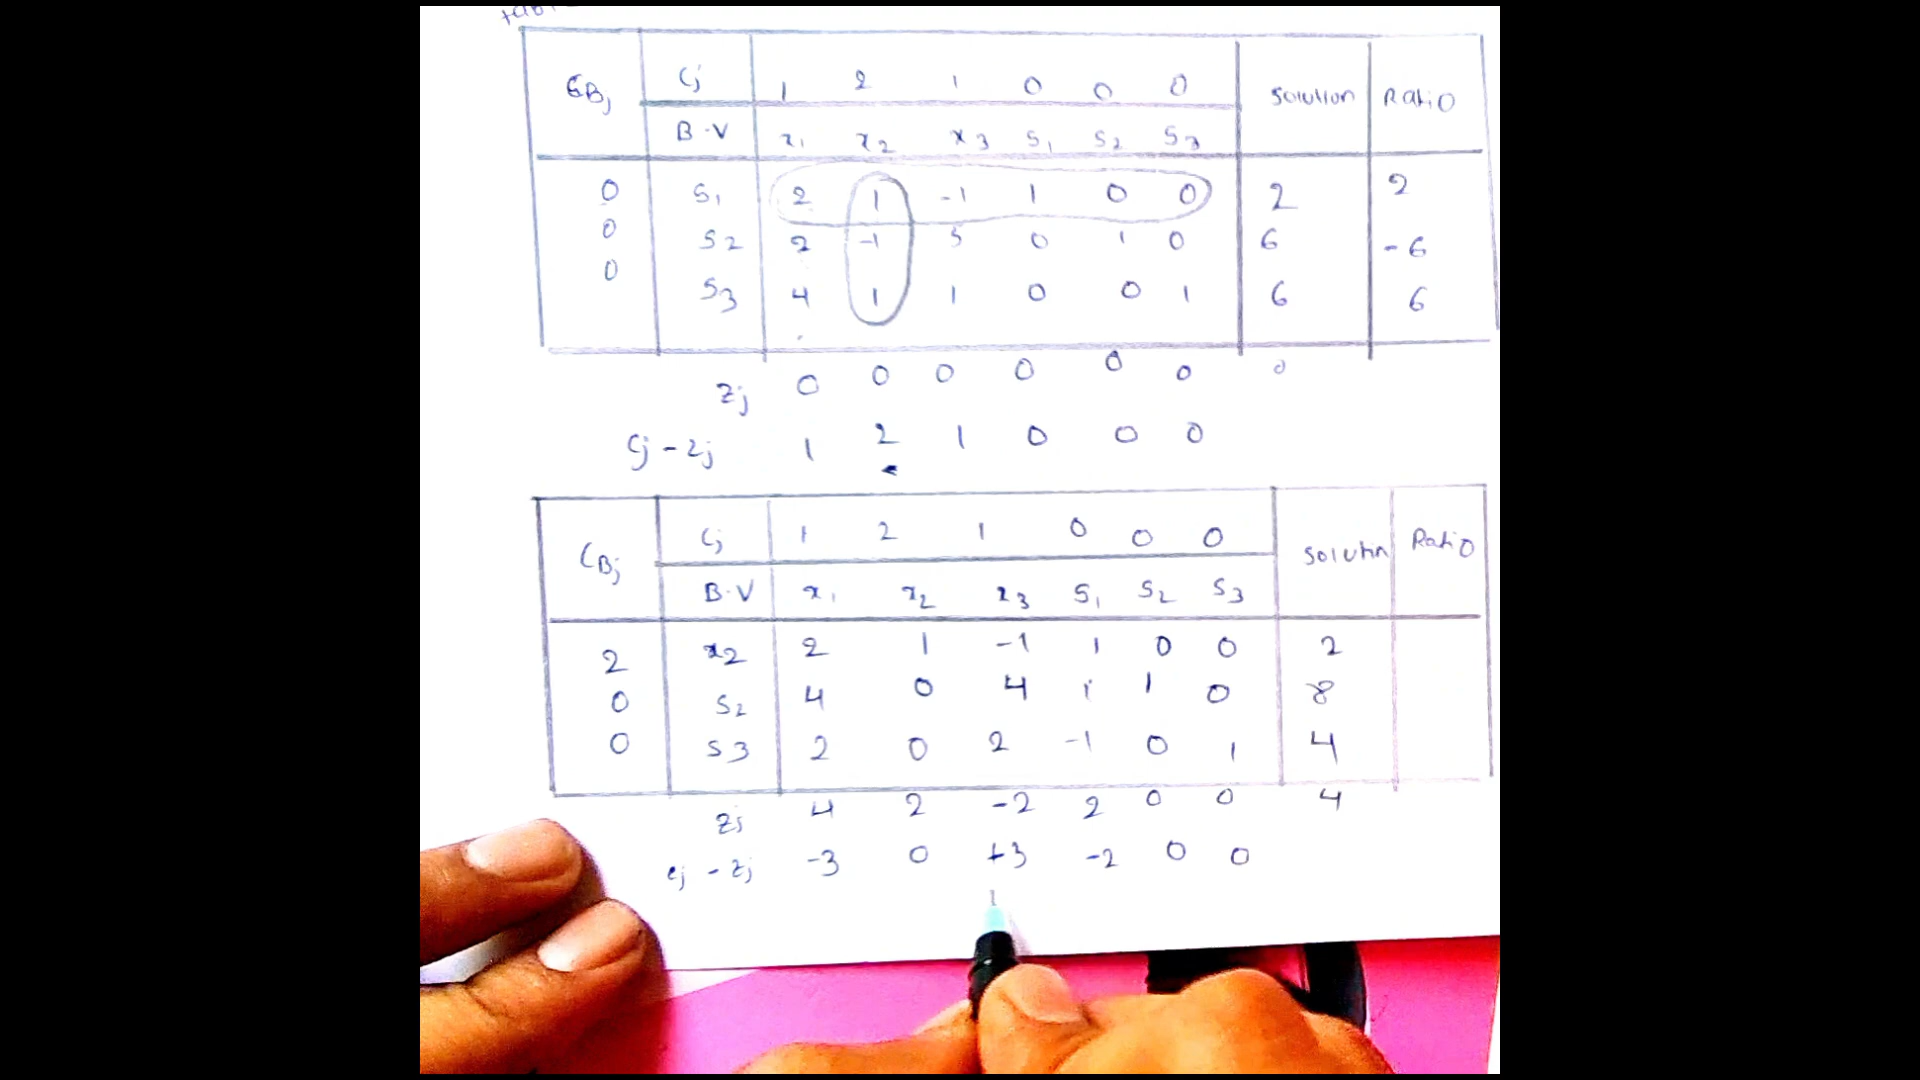 CBj Cj 1 2 1 0 0 0 Solution Ratio
B.V x1 x2 x3 S1 S2 S3
0 S1 2 1 -1 1 0 0 2 2
0 S2 2 -1 5 0 1 0 6 -6
0 S3 4 1 1 0 0 1 6 6
Zj 0 0 0 0 0 0 0
Cj - Zj 1 2 1 0 0 0
CBj Cj 1 2 1 0 0 0 Solutin Ratio
B.V x1 x2 x3 S1 S2 S3
2 x2 2 1 -1 1 0 0 2
0 S2 4 0 4 1 1 0 8
0 S3 2 0 2 -1 0 1 4
Zj 4 2 -2 2 0 0 4
Cj - Zj -3 0 +3 -2 0 0